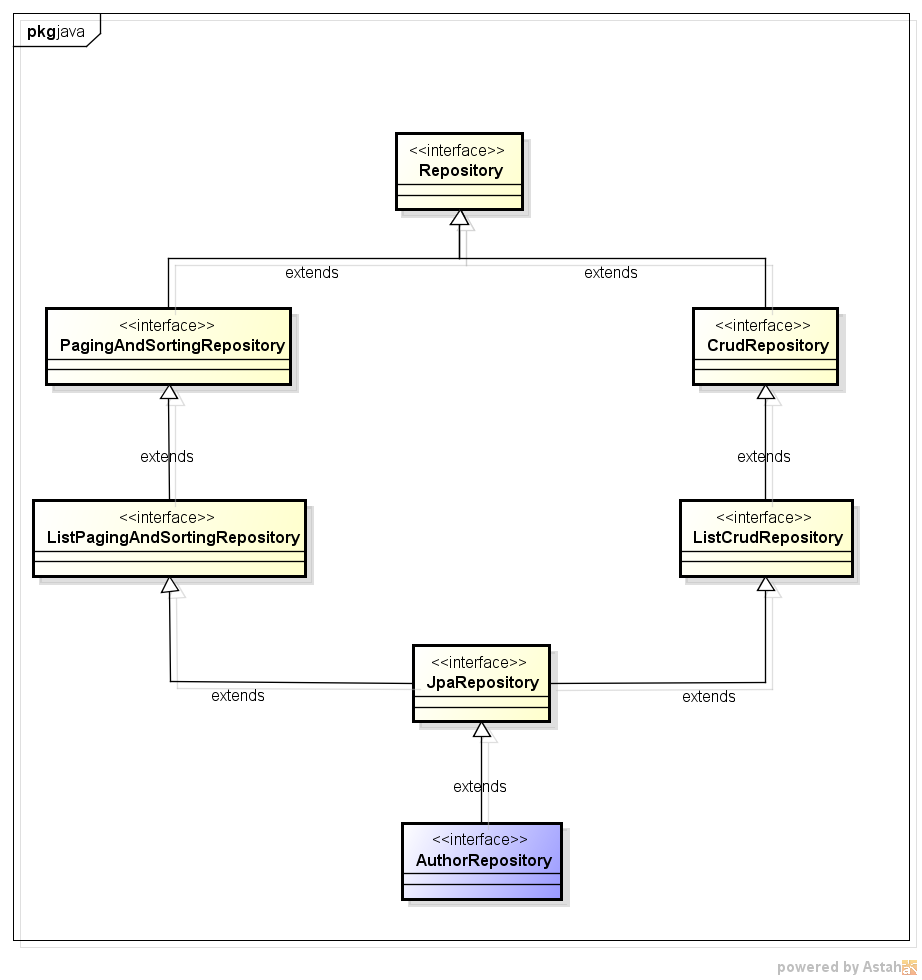 pkgjava
<<interface>>
Repository
extends
extends
<<interface>>
PagingAndSortingRepository
<<interface>>
CrudRepository
extends
extends
<<interface>>
ListPagingAndSortingRepository
<<interface>>
ListCrudRepository
<<interface>>
JpaRepository
extends
extends
extends
<<interface>>
AuthorRepository
powered by Astah